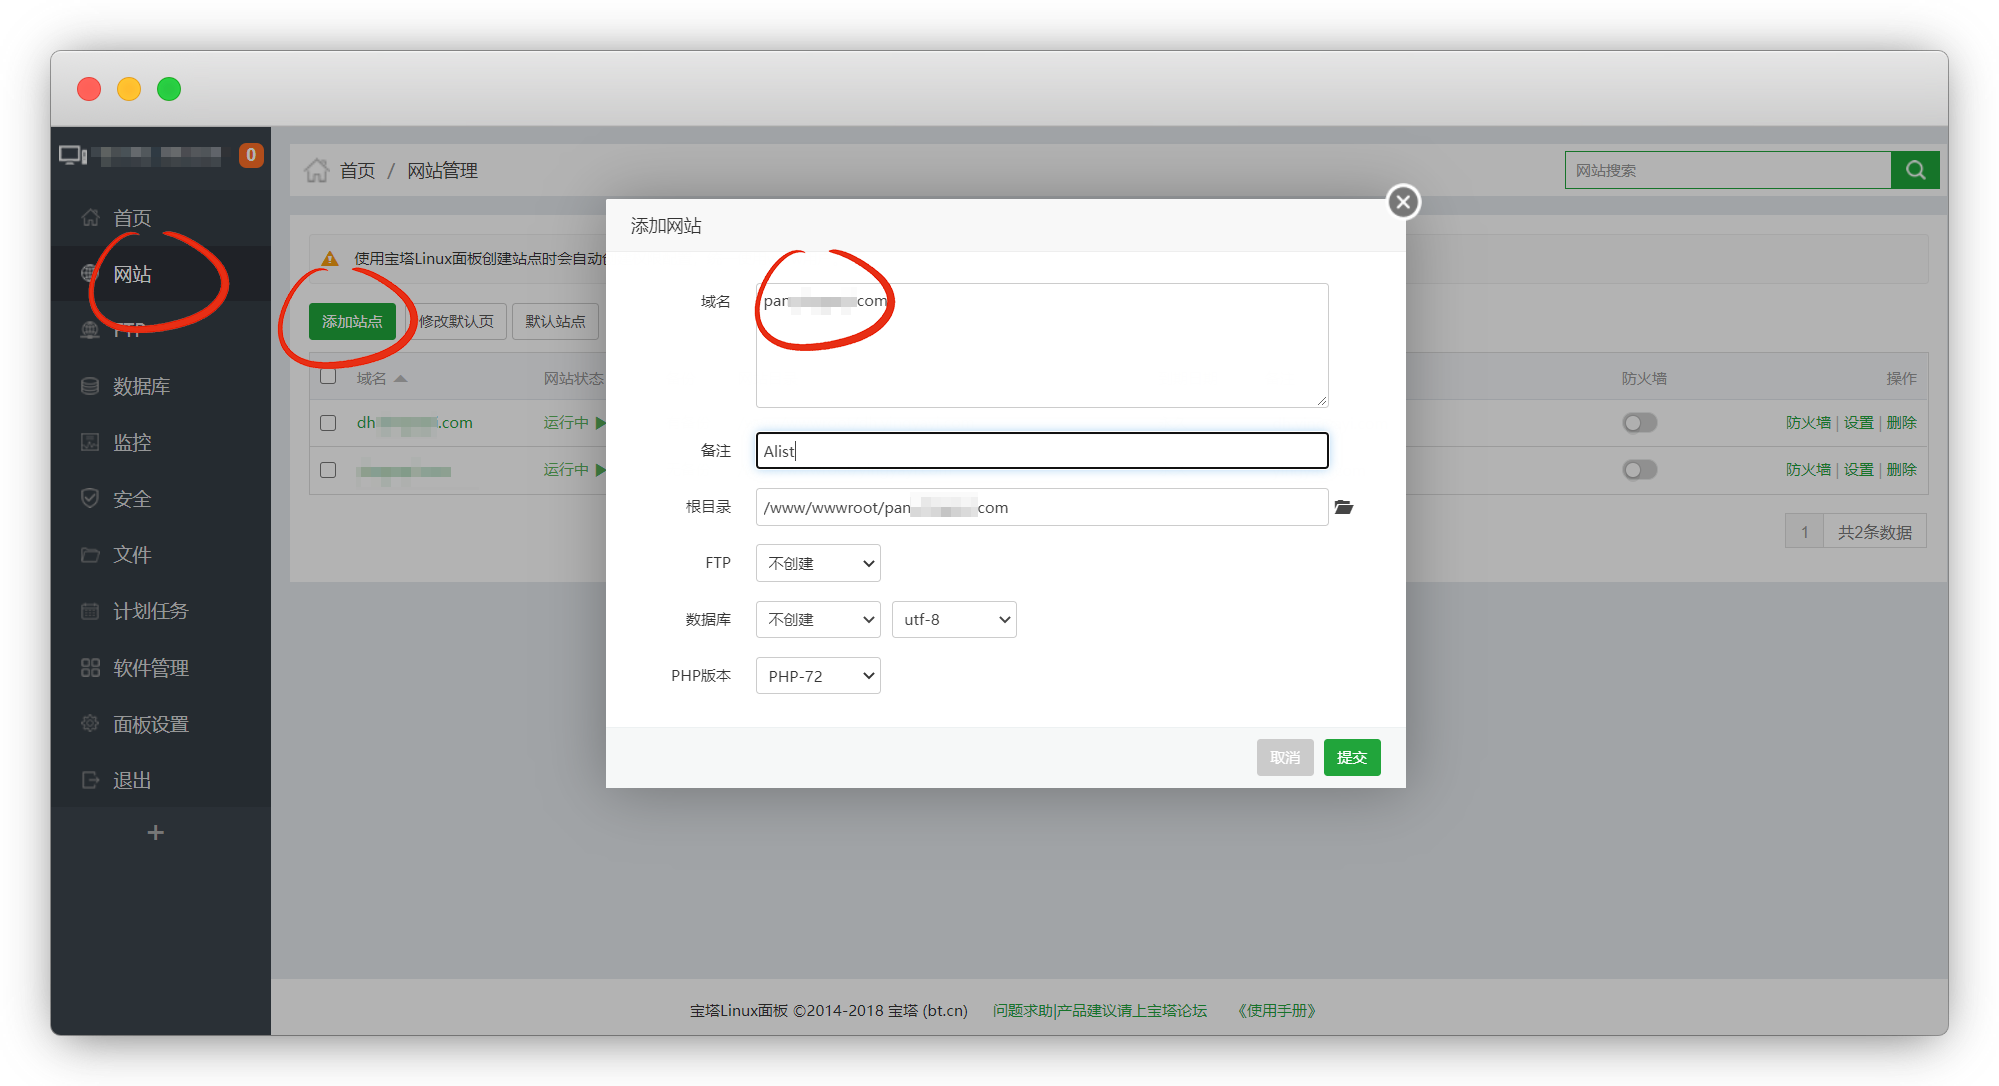 0
首页
网站
FTP
数据库
监控
安全
文件
计划任务
软件管理
面板设置
退出
首页 / 网站管理
网站搜索
使用宝塔Linux面板创建站点时会自动
添加站点
修改默认页
默认站点
域名
网站状态
防火墙
操作
dh .com
运行中
防火墙 | 设置 | 删除
运行中
防火墙 | 设置 | 删除
1
共2条数据
添加网站
域名
pan com
备注
Alist
根目录
/www/wwwroot/pan com
FTP
不创建
数据库
不创建
utf-8
PHP版本
PHP-72
取消
提交
宝塔Linux面板 ©2014-2018 宝塔 (bt.cn)
问题求助|产品建议请上宝塔论坛
《使用手册》